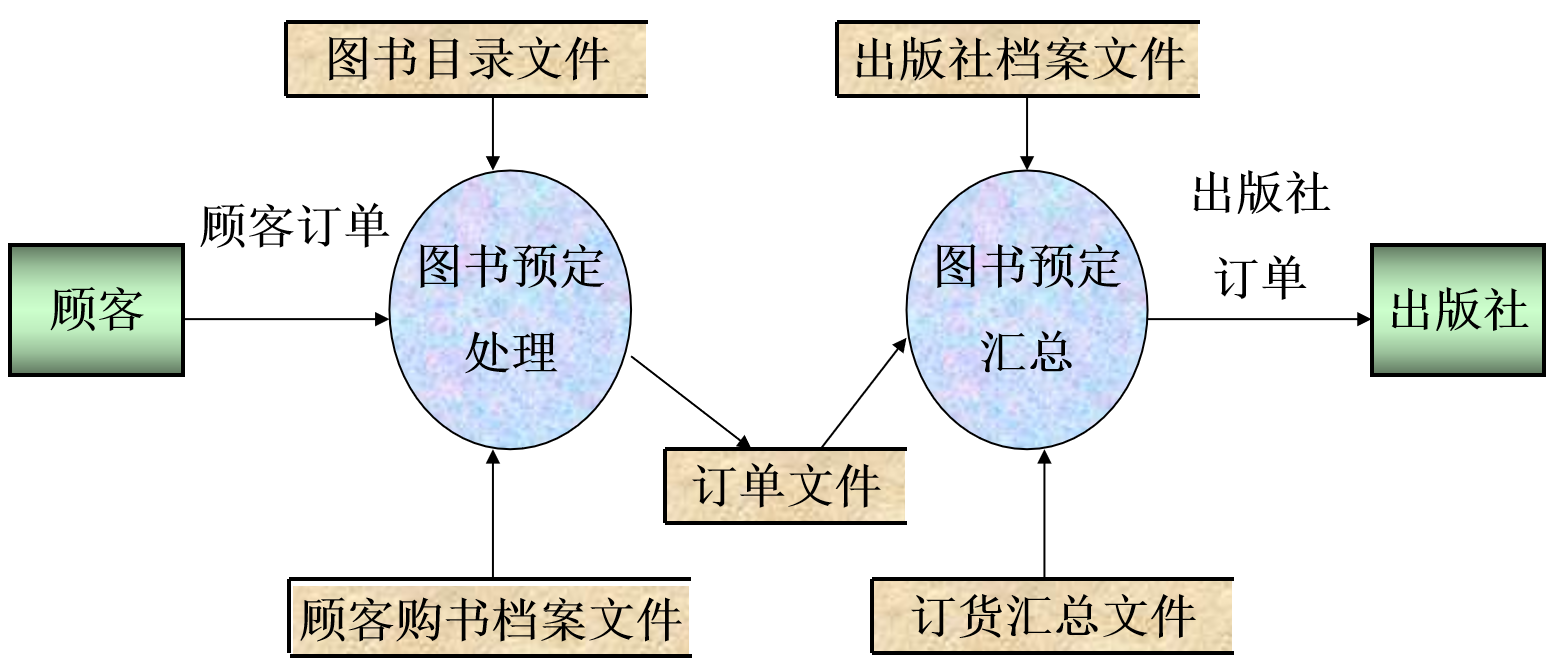 图书目录文件
出版社档案文件
顾客订单
出版社
订单
顾客
图书预定
处理
图书预定
汇总
出版社
订单文件
顾客购书档案文件
订货汇总文件